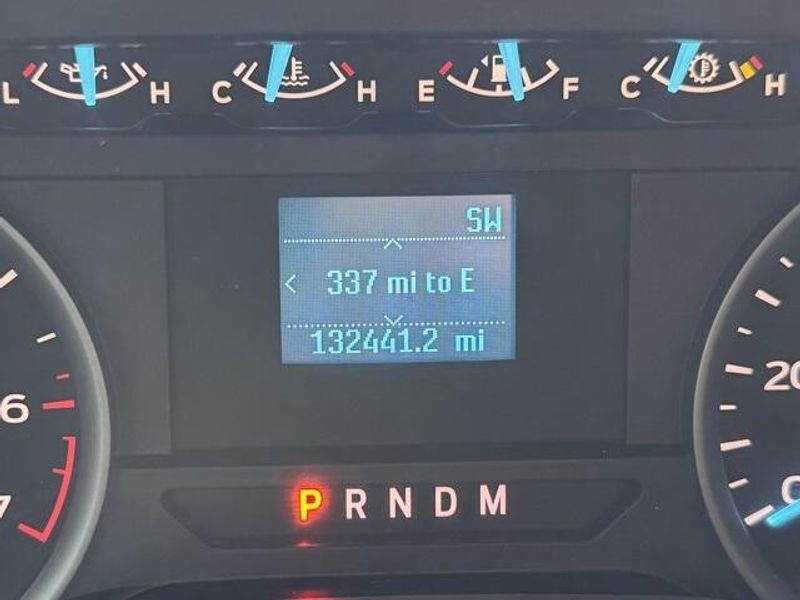 L H C H E F C H
SW
337 mi to E
132441.2 mi
6
7
20
P R N D M